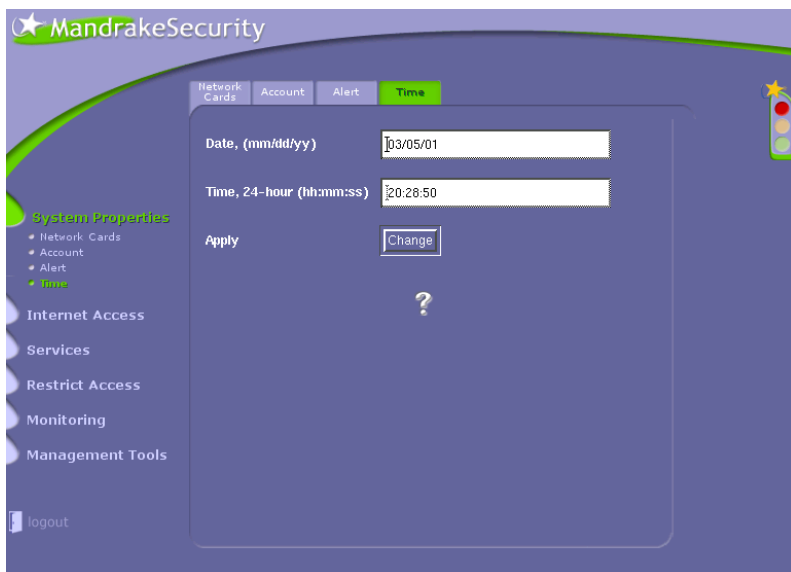 MandrakeSecurity
Network Cards
Account
Alert
Time
Date, (mm/dd/yy)
03/05/01
Time, 24-hour (hh:mm:ss)
20:28:50
Apply
Change
?
System Properties
Network Cards
Account
Alert
Time
Internet Access
Services
Restrict Access
Monitoring
Management Tools
logout